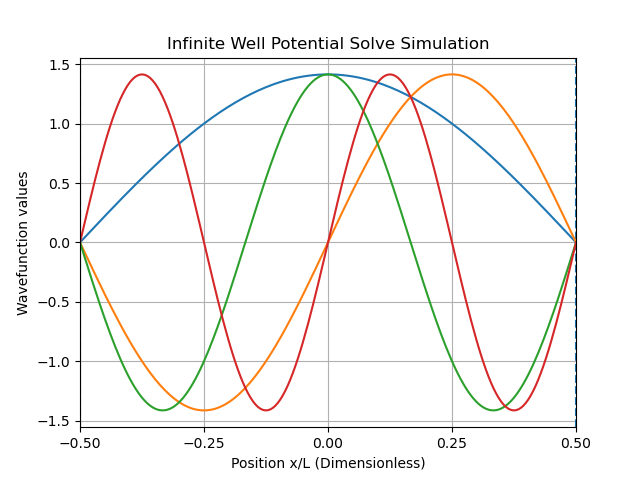 Infinite Well Potential Solve Simulation
1.5
1.0
0.5
0.0
−0.5
−1.0
−1.5
Wavefunction values
−0.50 −0.25 0.00 0.25 0.50
Position x/L (Dimensionless)